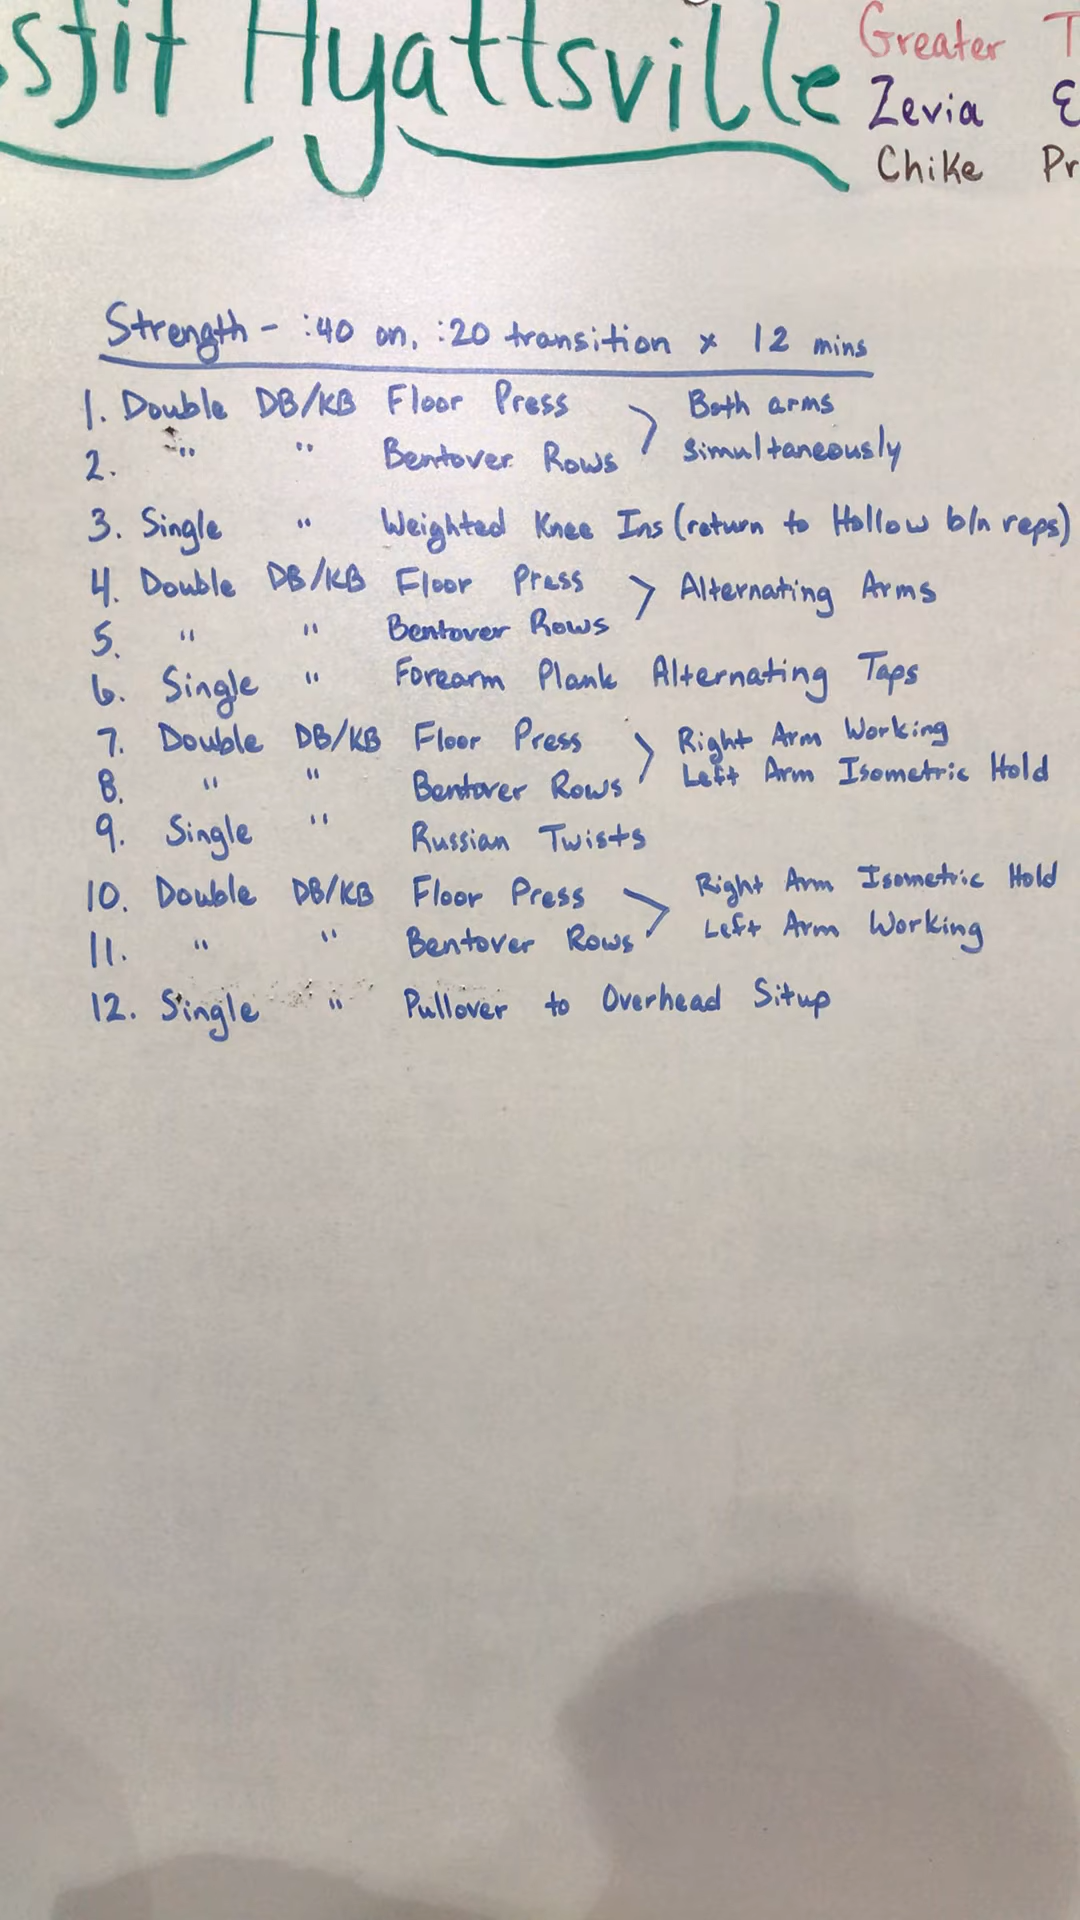 sfit Hyattsville
Greater T
Zevia E
Chike Pr
Strength - :40 on, :20 transition x 12 mins
1. Double DB/KB Floor Press > Both arms
2. " " Bentover Rows simultaneously
3. Single " Weighted Knee Ins (return to Hollow b/n reps)
4. Double DB/KB Floor Press > Alternating Arms
5. " " Bentover Rows
6. Single " Forearm Plank Alternating Taps
7. Double DB/KB Floor Press > Right Arm Working
8. " " Bentover Rows Left Arm Isometric Hold
9. Single " Russian Twists
10. Double DB/KB Floor Press > Right Arm Isometric Hold
11. " " Bentover Rows Left Arm Working
12. Single " Pullover to Overhead Situp